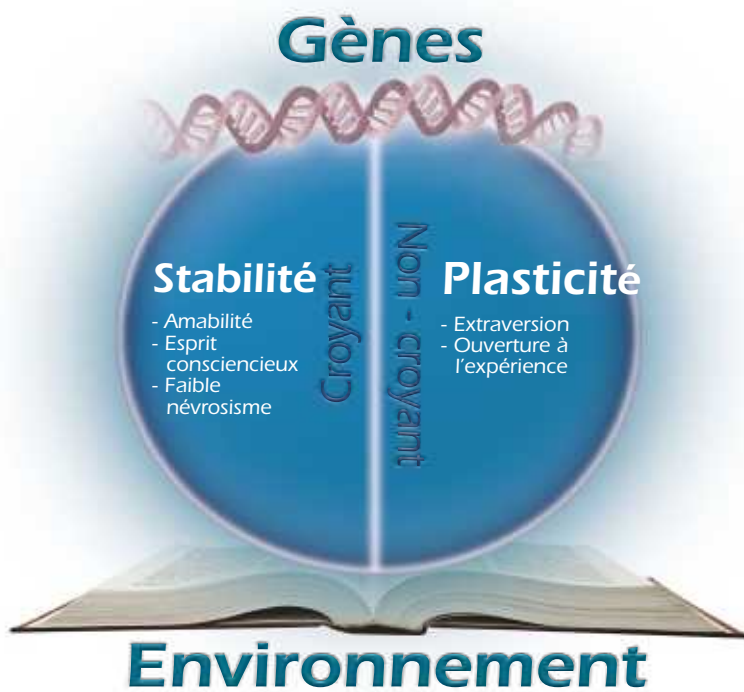 Gènes
Stabilité
- Amabilité
- Esprit
consciencieux
- Faible
névrosisme
Croyant
Non - croyant
Plasticité
- Extraversion
- Ouverture à
l'expérience
Environnement